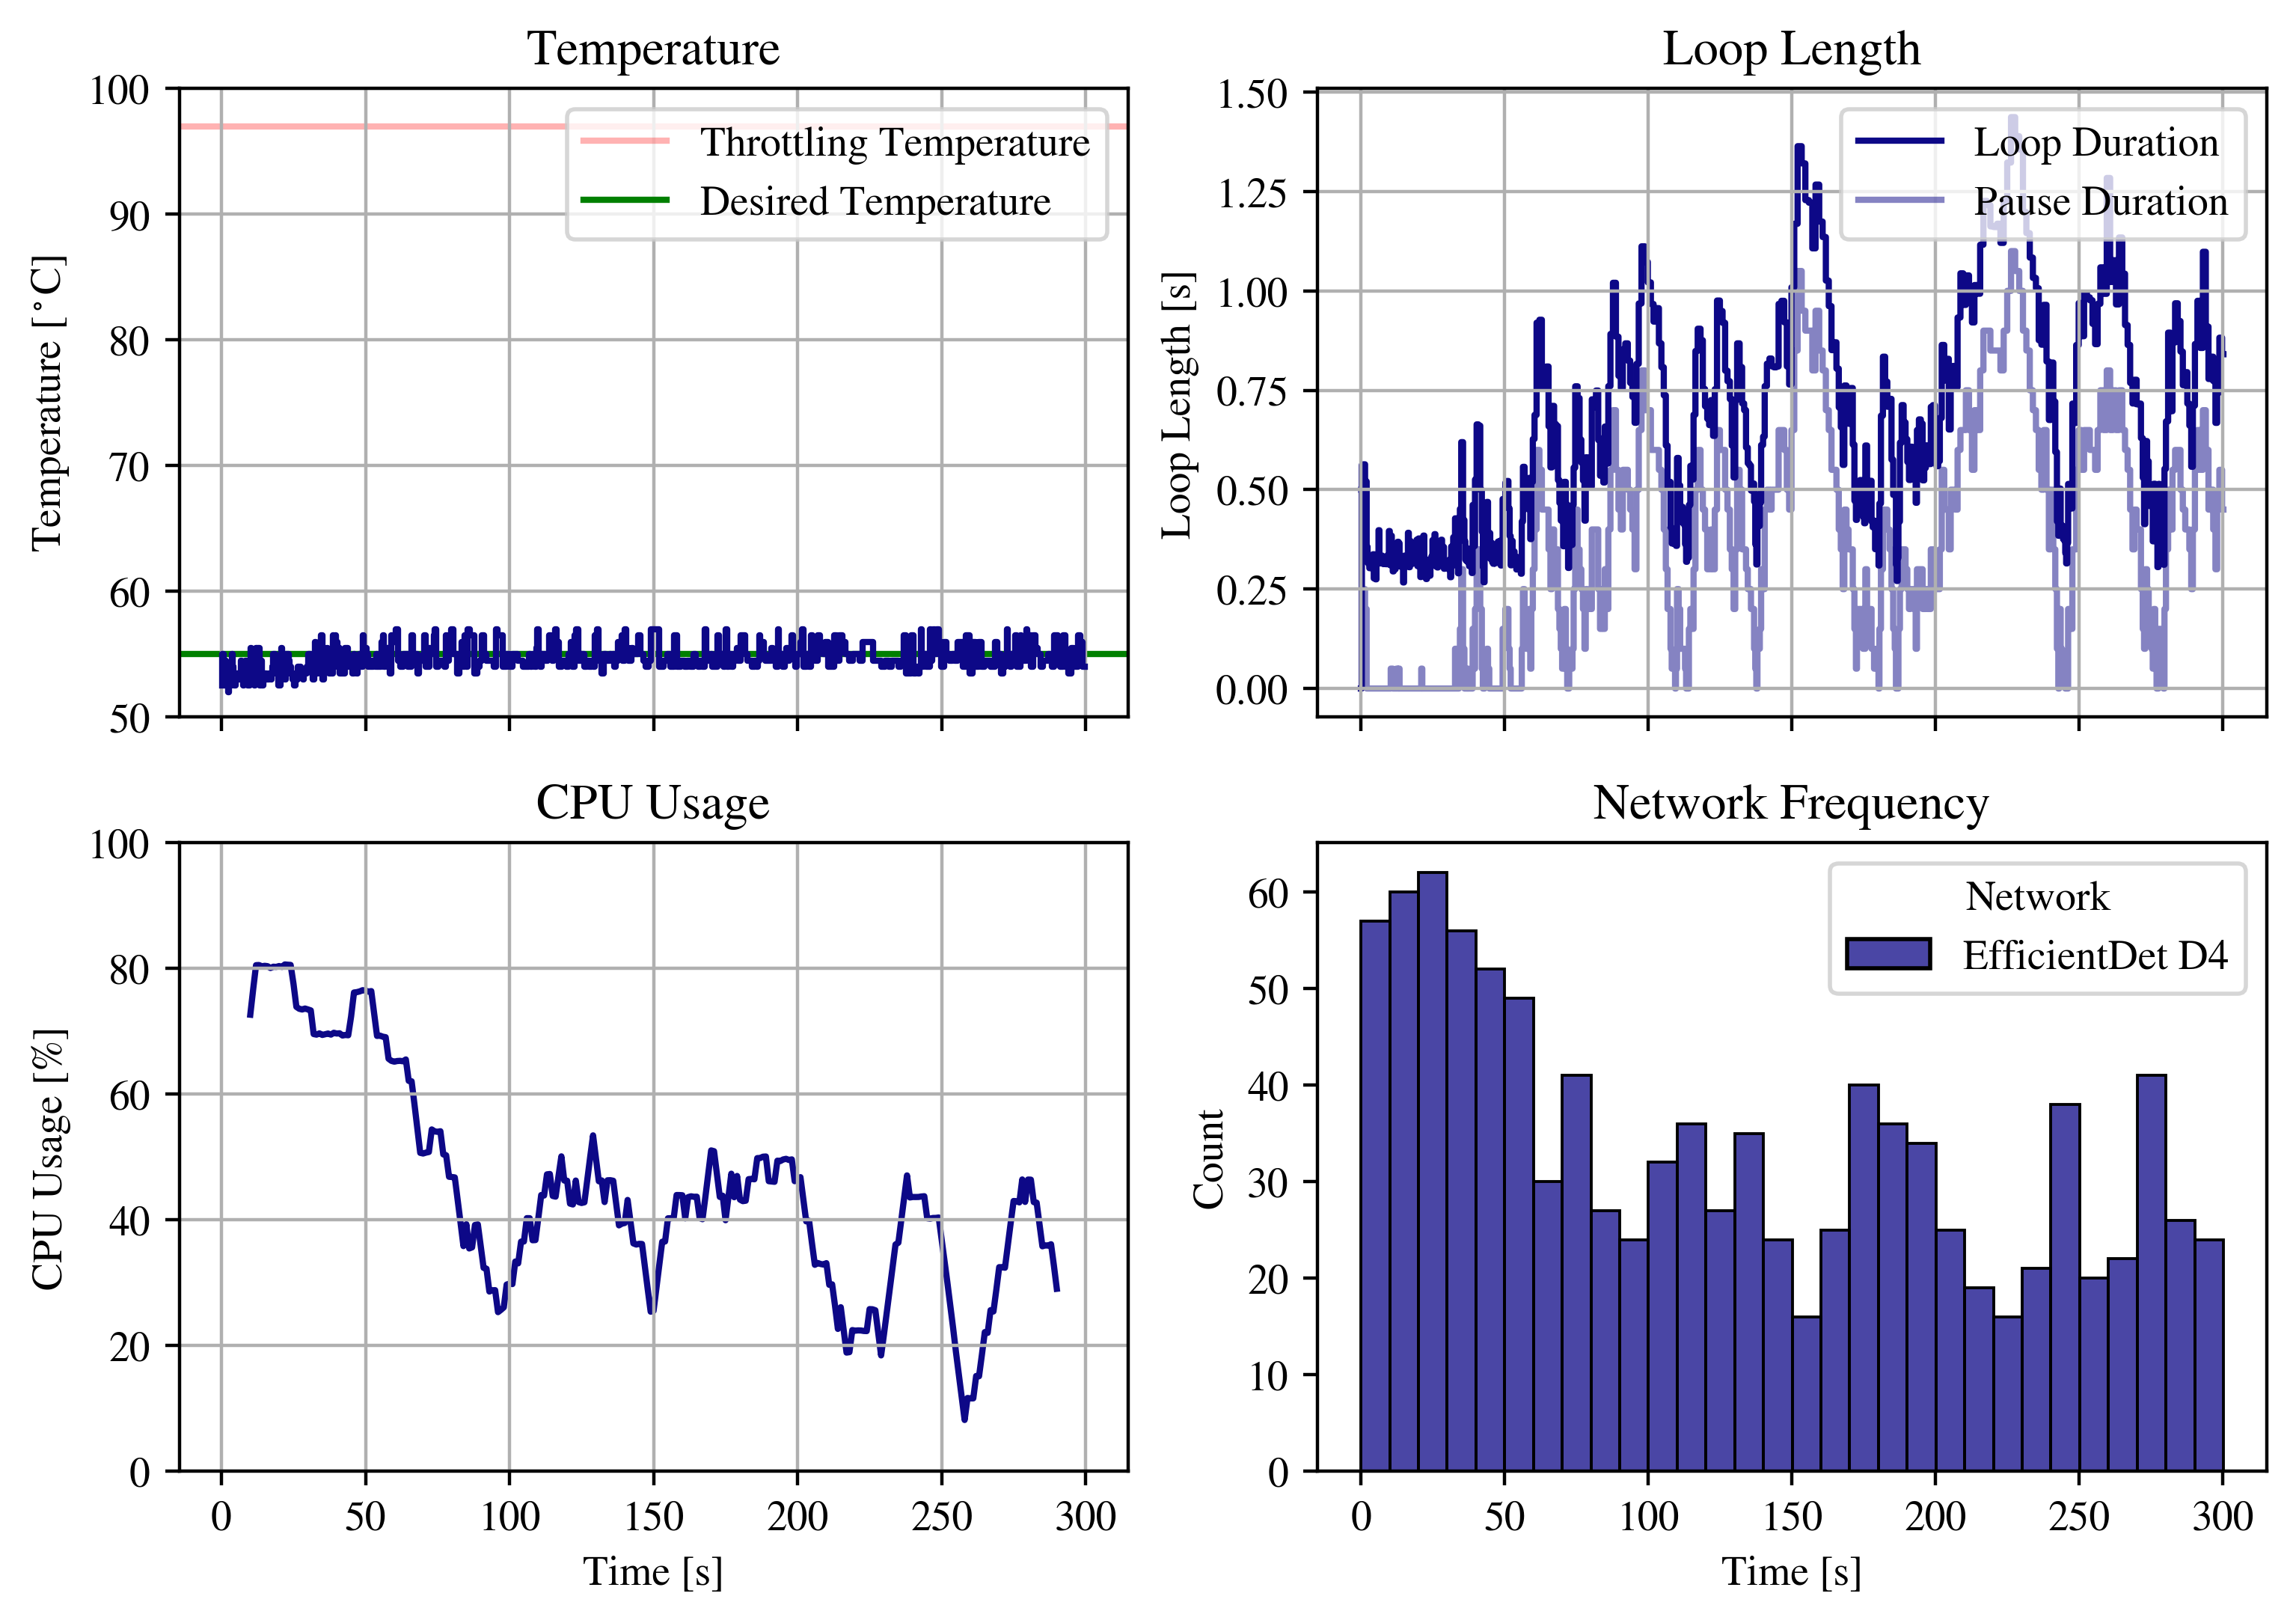 Temperature
100
90
80
70
60
50
Temperature [°C]
Throttling Temperature
Desired Temperature
Loop Length
1.50
1.25
1.00
0.75
0.50
0.25
0.00
Loop Length [s]
Loop Duration
Pause Duration
CPU Usage
100
80
60
40
20
0
CPU Usage [%]
0 50 100 150 200 250 300
Time [s]
Network Frequency
60
50
40
30
20
10
0
Count
Network
EfficientDet D4
0 50 100 150 200 250 300
Time [s]